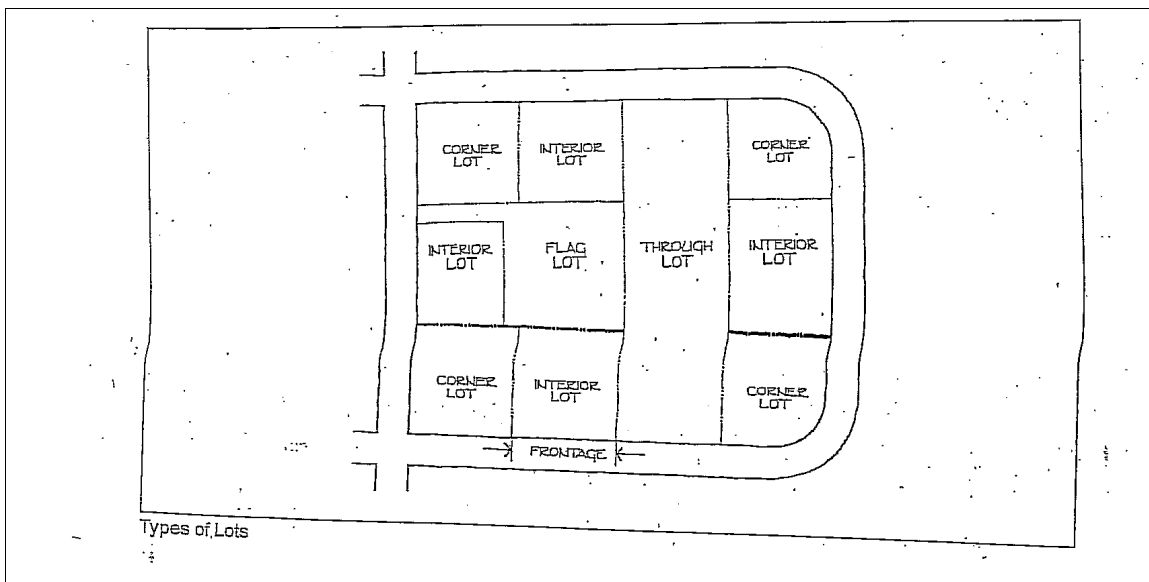 CORNER
LOT
INTERIOR
LOT
CORNER
LOT
INTERIOR
LOT
FLAG
LOT
THROUGH
LOT
INTERIOR
LOT
CORNER
LOT
INTERIOR
LOT
CORNER
LOT
FRONTAGE
Types of Lots